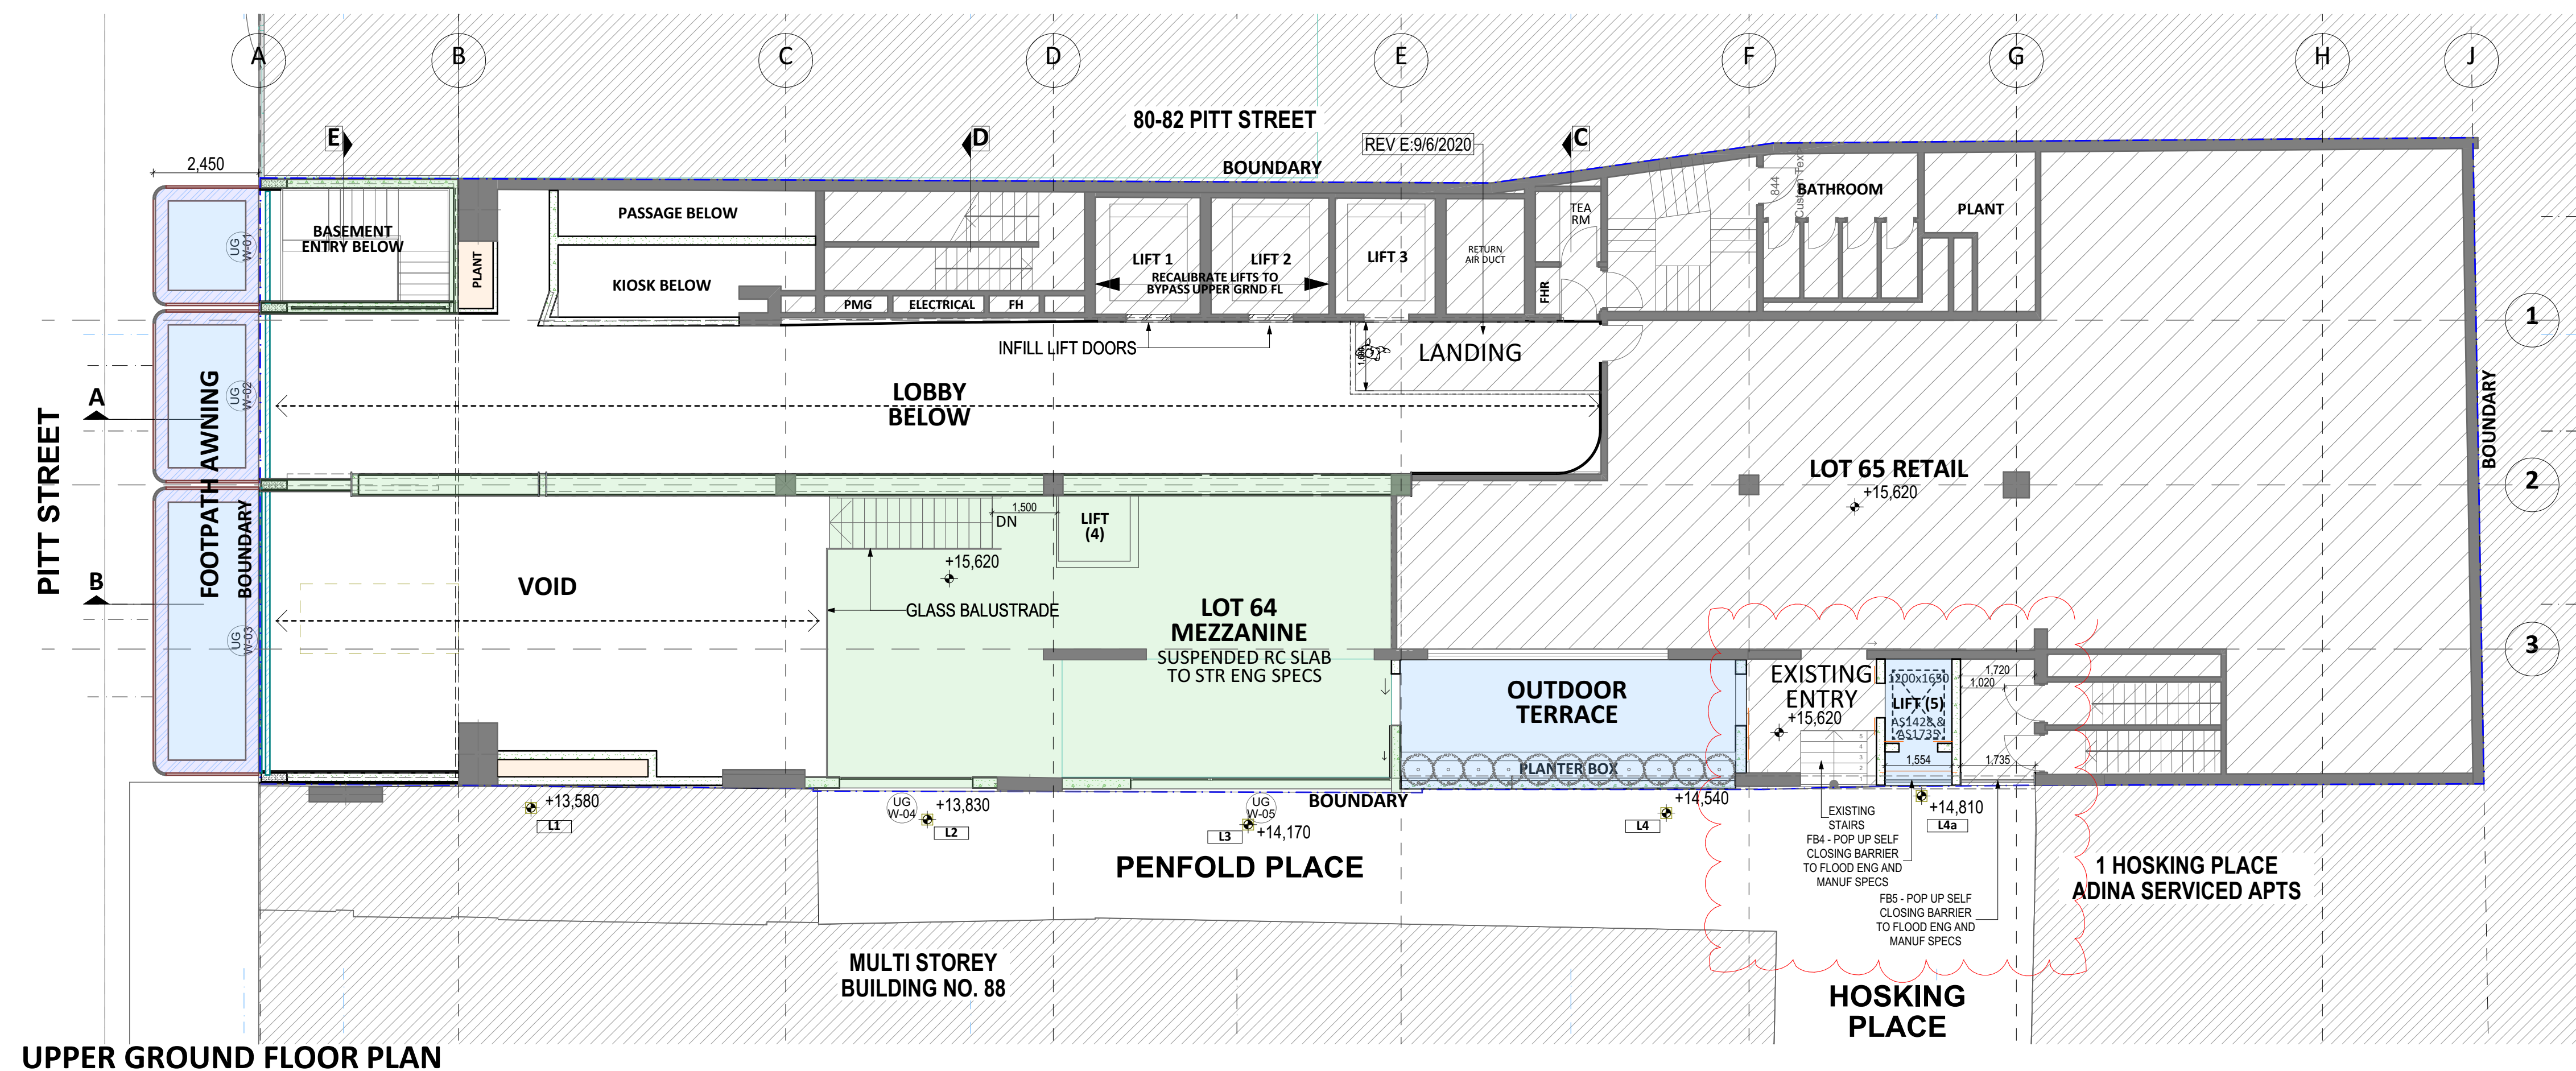 A
B
C
D
E
F
G
H
J
80-82 PITT STREET
REV E:9/6/2020
BOUNDARY
E
D
C
2,450
BASEMENT
ENTRY BELOW
PLANT
PASSAGE BELOW
KIOSK BELOW
PMG
ELECTRICAL
FH
LIFT 1
LIFT 2
RECALIBRATE LIFTS TO
BYPASS UPPER GRND FL
LIFT 3
RETURN
AIR DUCT
TEA
RM
FHR
844
BATHROOM
PLANT
UG
W-01
UG
W-02
UG
W-03
INFILL LIFT DOORS
LANDING
LOBBY
BELOW
1
2
3
A
B
PITT STREET
FOOTPATH AWNING
BOUNDARY
BOUNDARY
LOT 65 RETAIL
+15,620
VOID
1,500
DN
LIFT
(4)
+15,620
GLASS BALUSTRADE
LOT 64
MEZZANINE
SUSPENDED RC SLAB
TO STR ENG SPECS
OUTDOOR
TERRACE
PLANTER BOX
EXISTING
ENTRY
+15,620
1200x1650
LIFT (5)
AS1428 &
AS1735
1,720
1,020
1,554
1,735
+13,580
L1
UG
W-04
+13,830
L2
UG
W-05
L3
+14,170
BOUNDARY
+14,540
L4
+14,810
L4a
EXISTING
STAIRS
FB4 - POP UP SELF
CLOSING BARRIER
TO FLOOD ENG AND
MANUF SPECS
FB5 - POP UP SELF
CLOSING BARRIER
TO FLOOD ENG AND
MANUF SPECS
PENFOLD PLACE
1 HOSKING PLACE
ADINA SERVICED APTS
MULTI STOREY
BUILDING NO. 88
HOSKING
PLACE
UPPER GROUND FLOOR PLAN